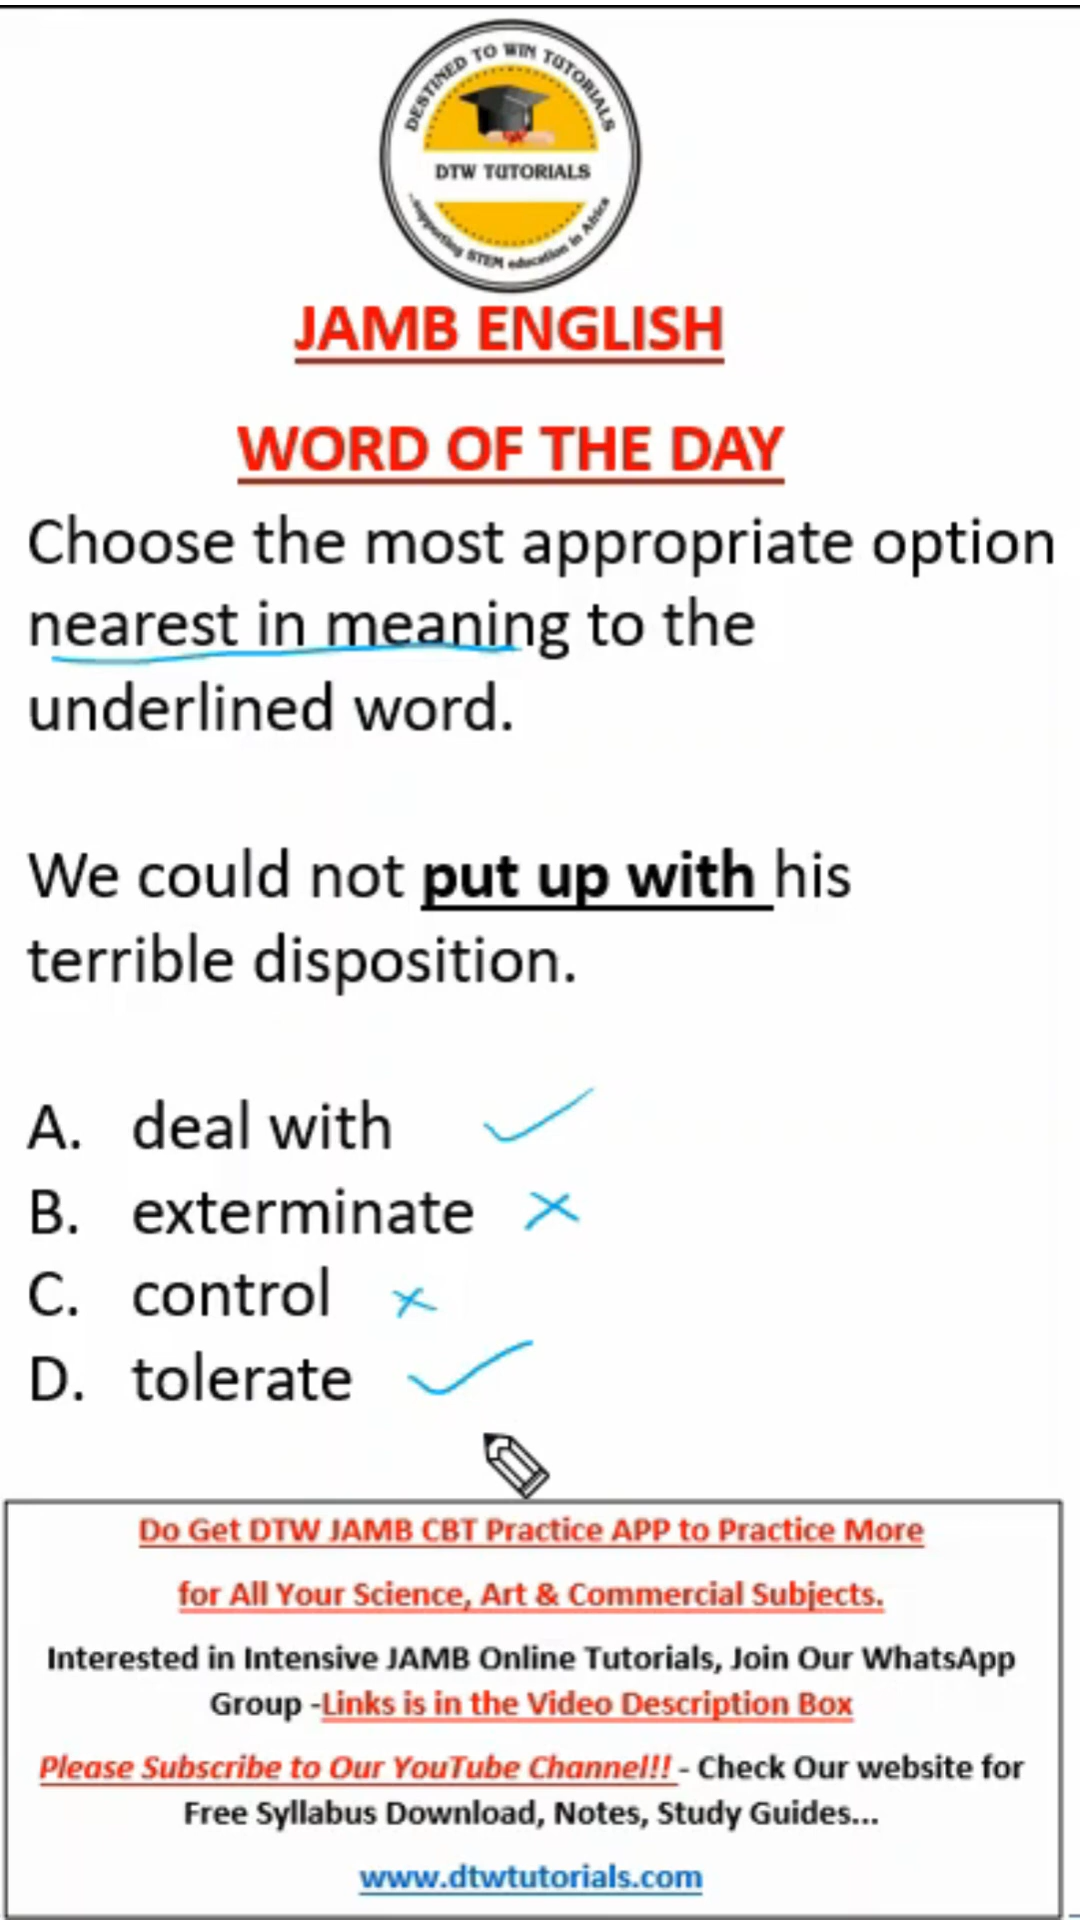 DESTINED TO WIN TUTORIALS
DTW TUTORIALS
...supporting STEM education in Africa
JAMB ENGLISH
WORD OF THE DAY
Choose the most appropriate option
nearest in meaning to the
underlined word.
We could not put up with his
terrible disposition.
A. deal with
B. exterminate
C. control
D. tolerate
Do Get DTW JAMB CBT Practice APP to Practice More
for All Your Science, Art & Commercial Subjects.
Interested in Intensive JAMB Online Tutorials, Join Our WhatsApp
Group -Links is in the Video Description Box
Please Subscribe to Our YouTube Channel!!! - Check Our website for
Free Syllabus Download, Notes, Study Guides...
www.dtwtutorials.com